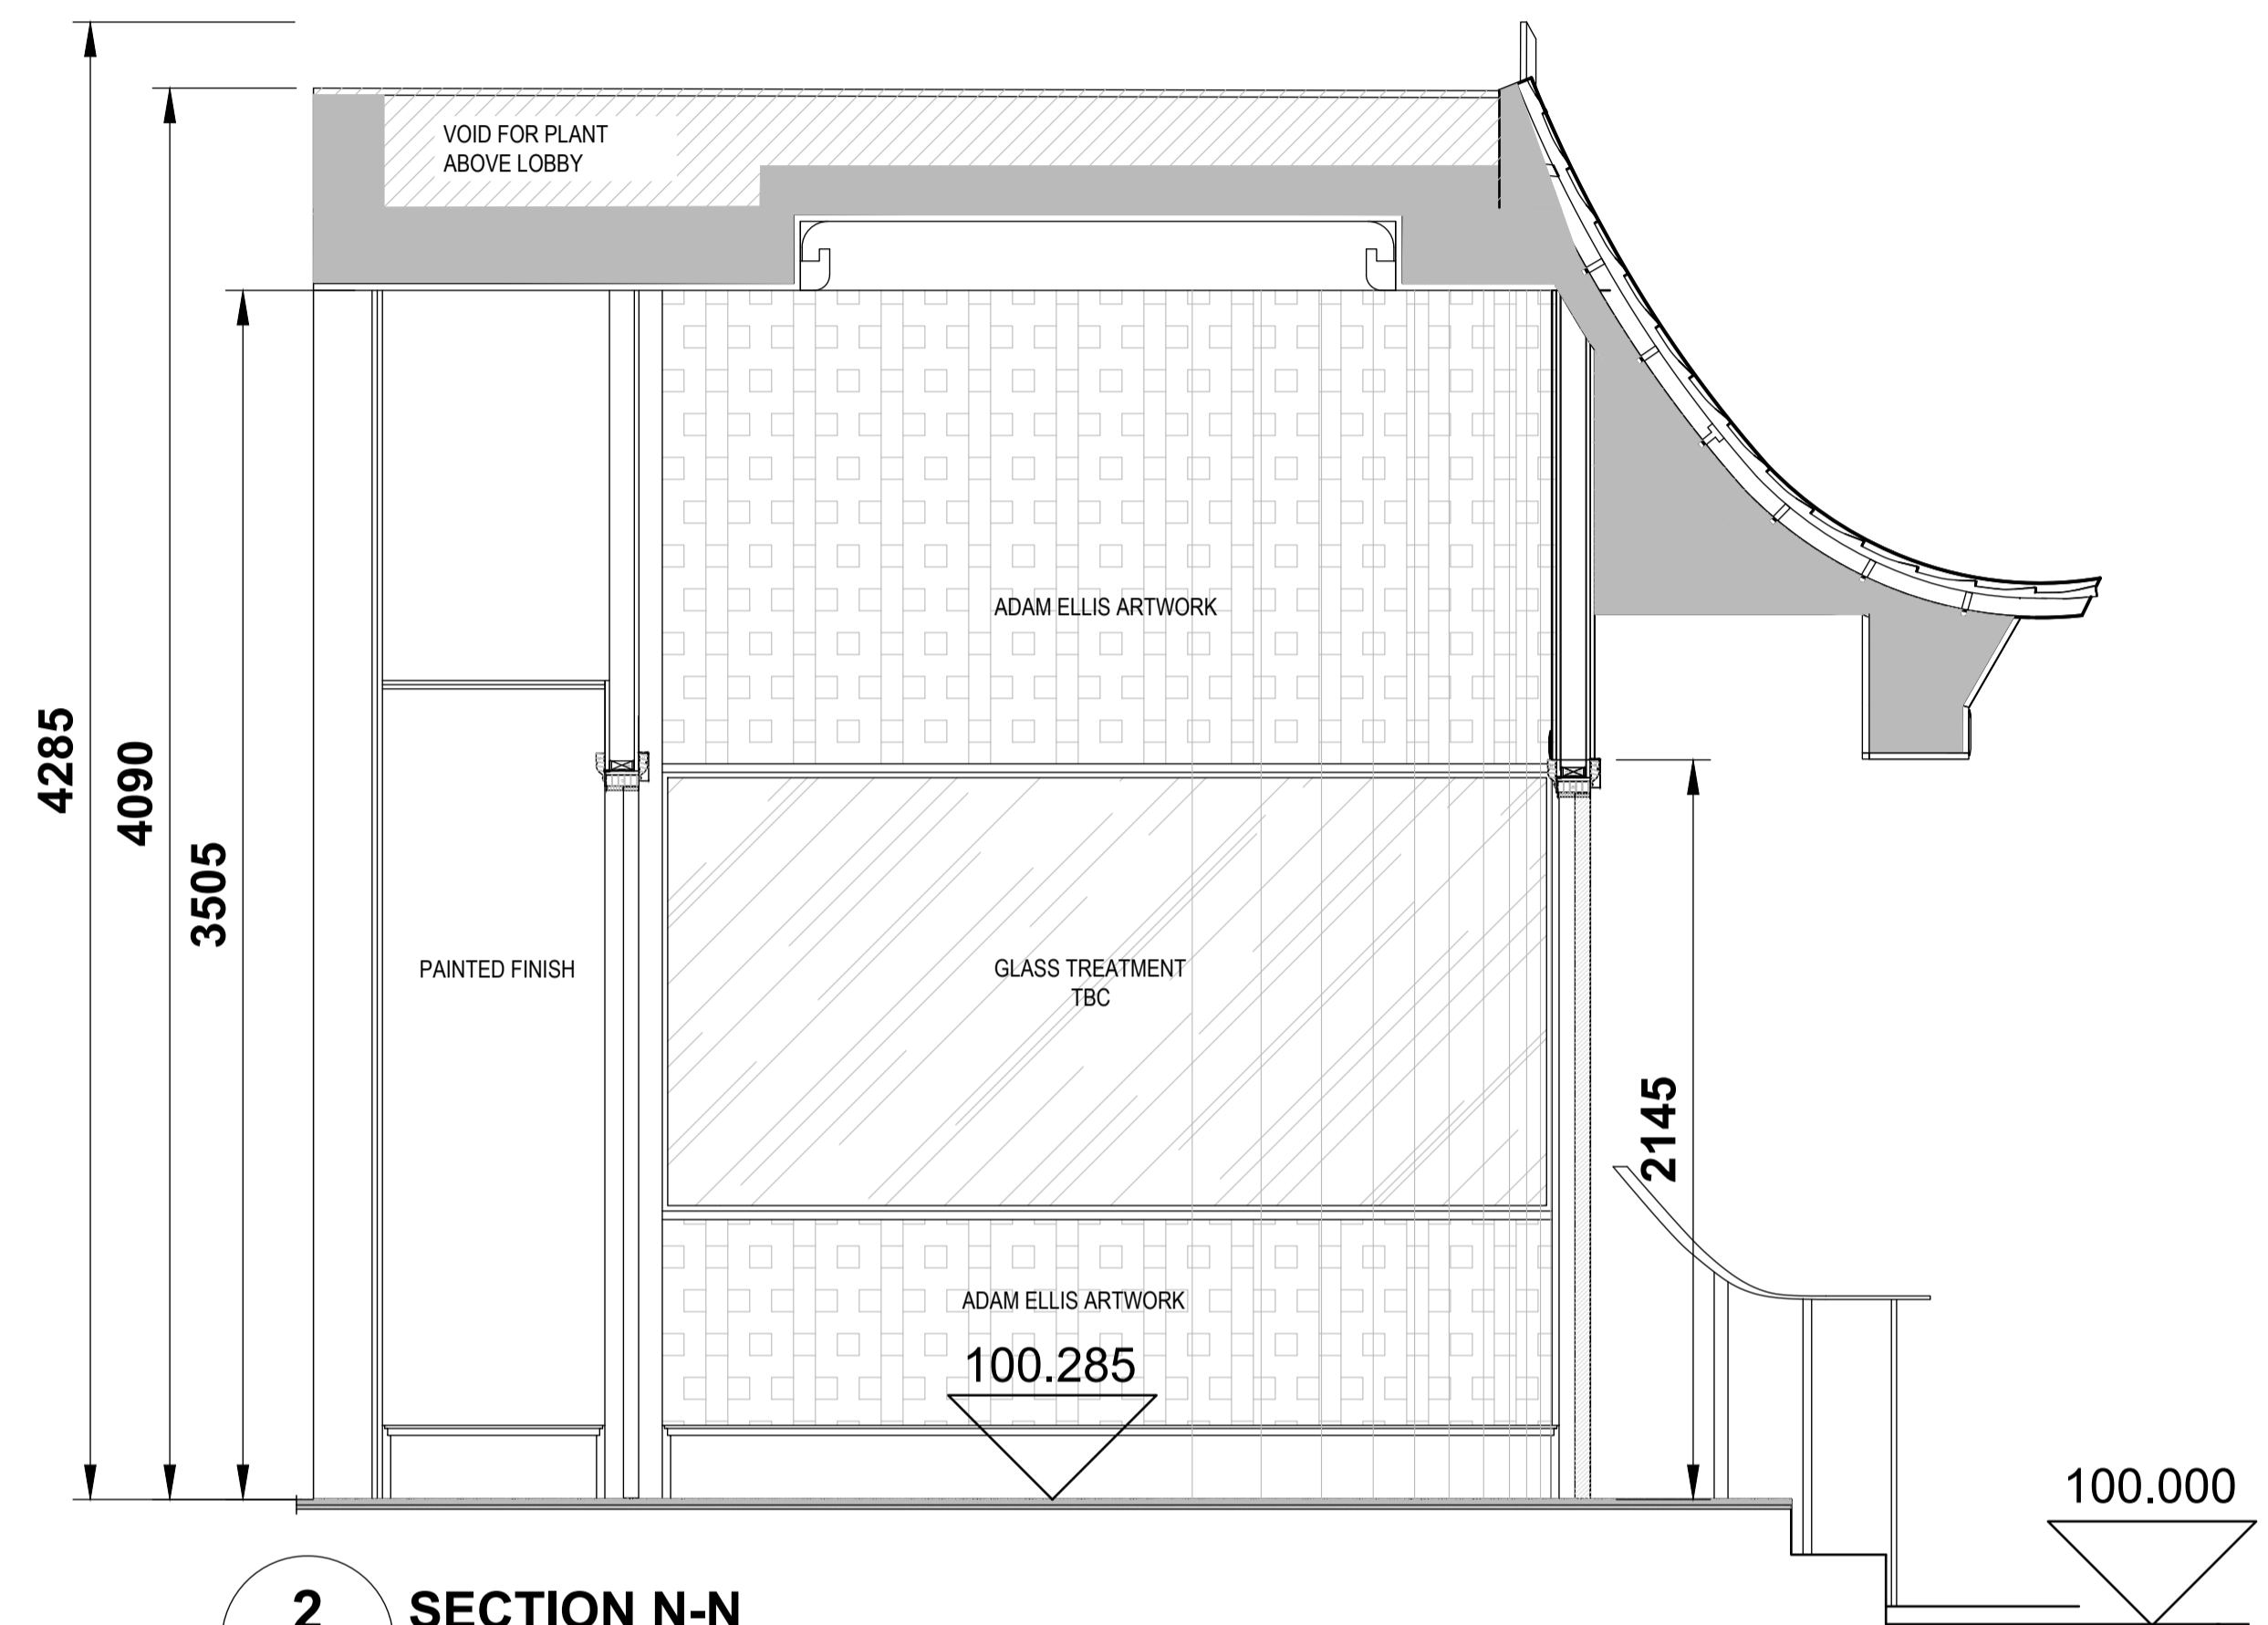 VOID FOR PLANT
ABOVE LOBBY
ADAM ELLIS ARTWORK
4285
4090
3505
PAINTED FINISH
GLASS TREATMENT
TBC
2145
ADAM ELLIS ARTWORK
100.285
100.000
2
SECTION N-N